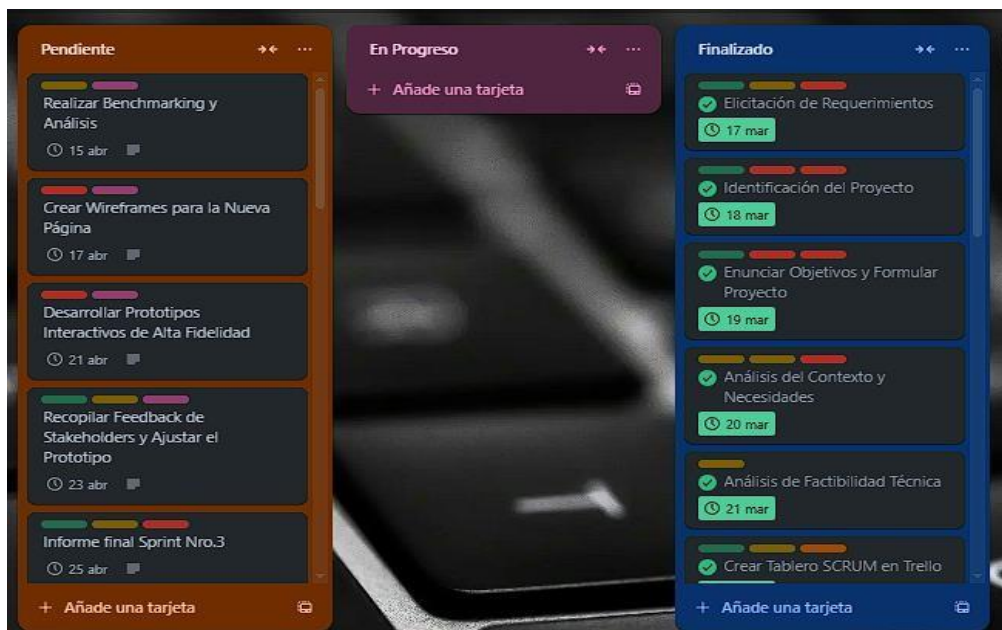 Pendiente
Realizar Benchmarking y
Análisis
15 abr
Crear Wireframes para la Nueva
Página
17 abr
Desarrollar Prototipos
Interactivos de Alta Fidelidad
21 abr
Recopilar Feedback de
Stakeholders y Ajustar el
Prototipo
23 abr
Informe final Sprint Nro.3
25 abr
+ Añade una tarjeta
En Progreso
+ Añade una tarjeta
Finalizado
Elicitación de Requerimientos
17 mar
Identificación del Proyecto
18 mar
Enunciar Objetivos y Formular
Proyecto
19 mar
Análisis del Contexto y
Necesidades
20 mar
Análisis de Factibilidad Técnica
21 mar
Crear Tablero SCRUM en Trello
+ Añade una tarjeta